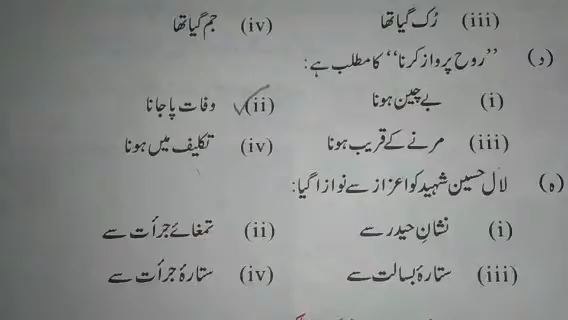 (iii) رُک گیا تھا (iv) جم گیا تھا
(د) ’’روح پرواز کرنا‘‘ کا مطلب ہے:
(i) بے چین ہونا (ii) وفات پا جانا
(iii) مرنے کے قریب ہونا (iv) تکلیف میں ہونا
(ہ) لال حسین شہید کو اعزاز سے نوازا گیا:
(i) نشانِ حیدر سے (ii) تمغائے جرأت سے
(iii) ستارۂ بسالت سے (iv) ستارۂ جرأت سے